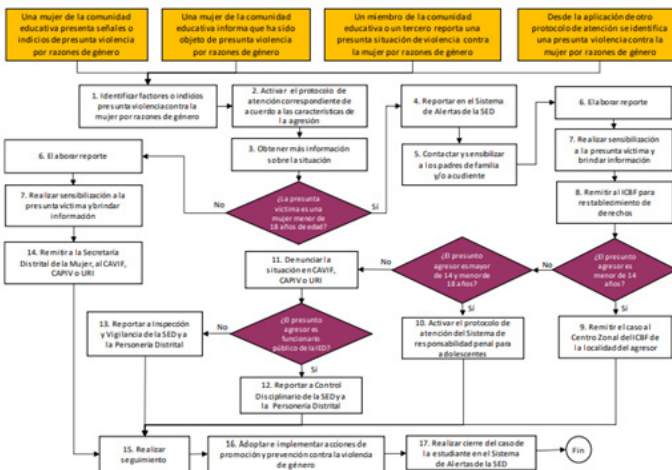 Una mujer de la comunidad
educativa presenta señales o
indicios de presunta violencia
por razones de género
Una mujer de la comunidad
educativa informa que ha sido
objeto de presunta violencia
por razones de género
Un miembro de la comunidad
educativa o un tercero reporta una
presunta situación de violencia contra
la mujer por razones de género
Desde la aplicación de otro
protocolo de atención se identifica
una presunta violencia contra la
mujer por razones de género
1. Identificar factores o indicios
presunta violencia contra la
mujer por razones de género
2. Activar el protocolo de
atención correspondiente de
acuerdo a las características de
la agresión
3. Obtener más información
sobre la situación
¿La presunta
víctima es una
mujer menor de
18 años de edad?
No
Sí
6. Elaborar reporte
7. Realizar sensibilización a la
presunta víctima y brindar
información
14. Remitir a la Secretaría
Distrital de la Mujer, al CAVIF,
CAPIV o URI
4. Reportar en el Sistema
de Alertas de la SED
5. Contactar y sensibilizar
a los padres de familia
y/o acudiente
6. Elaborar reporte
7. Realizar sensibilización
a la presunta víctima y
brindar información
8. Remitir al ICBF para
restablecimiento de
derechos
¿El presunto
agresor es
menor de 14
años?
No
Sí
9. Remitir el caso al
Centro Zonal del ICBF de
la localidad del agresor
¿El presunto
agresor es mayor
de 14 y menor de
18 años?
No
Sí
10. Activar el protocolo de
atención del Sistema de
responsabilidad penal para
adolescentes
11. Denunciar la
situación en CAVIF,
CAPIV o URI
¿El presunto
agresor es
funcionario
público de la IED?
No
Sí
13. Reportar a Inspección
y Vigilancia de la SED y a
la Personería Distrital
12. Reportar a Control
Disciplinario de la SED y a
la Personería Distrital
15. Realizar
seguimiento
16. Adoptar e implementar acciones de
promoción y prevención contra la violencia
de género
17. Realizar cierre del caso de
la estudiante en el Sistema
de Alertas de la SED
Fin